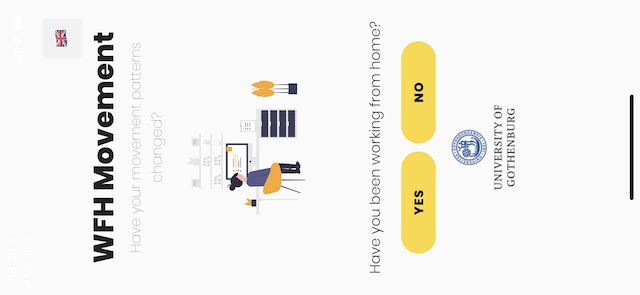 WFH Movement
Have your movement patterns
changed?
Have you been working from home?
YES
NO
UNIVERSITY OF
GOTHENBURG